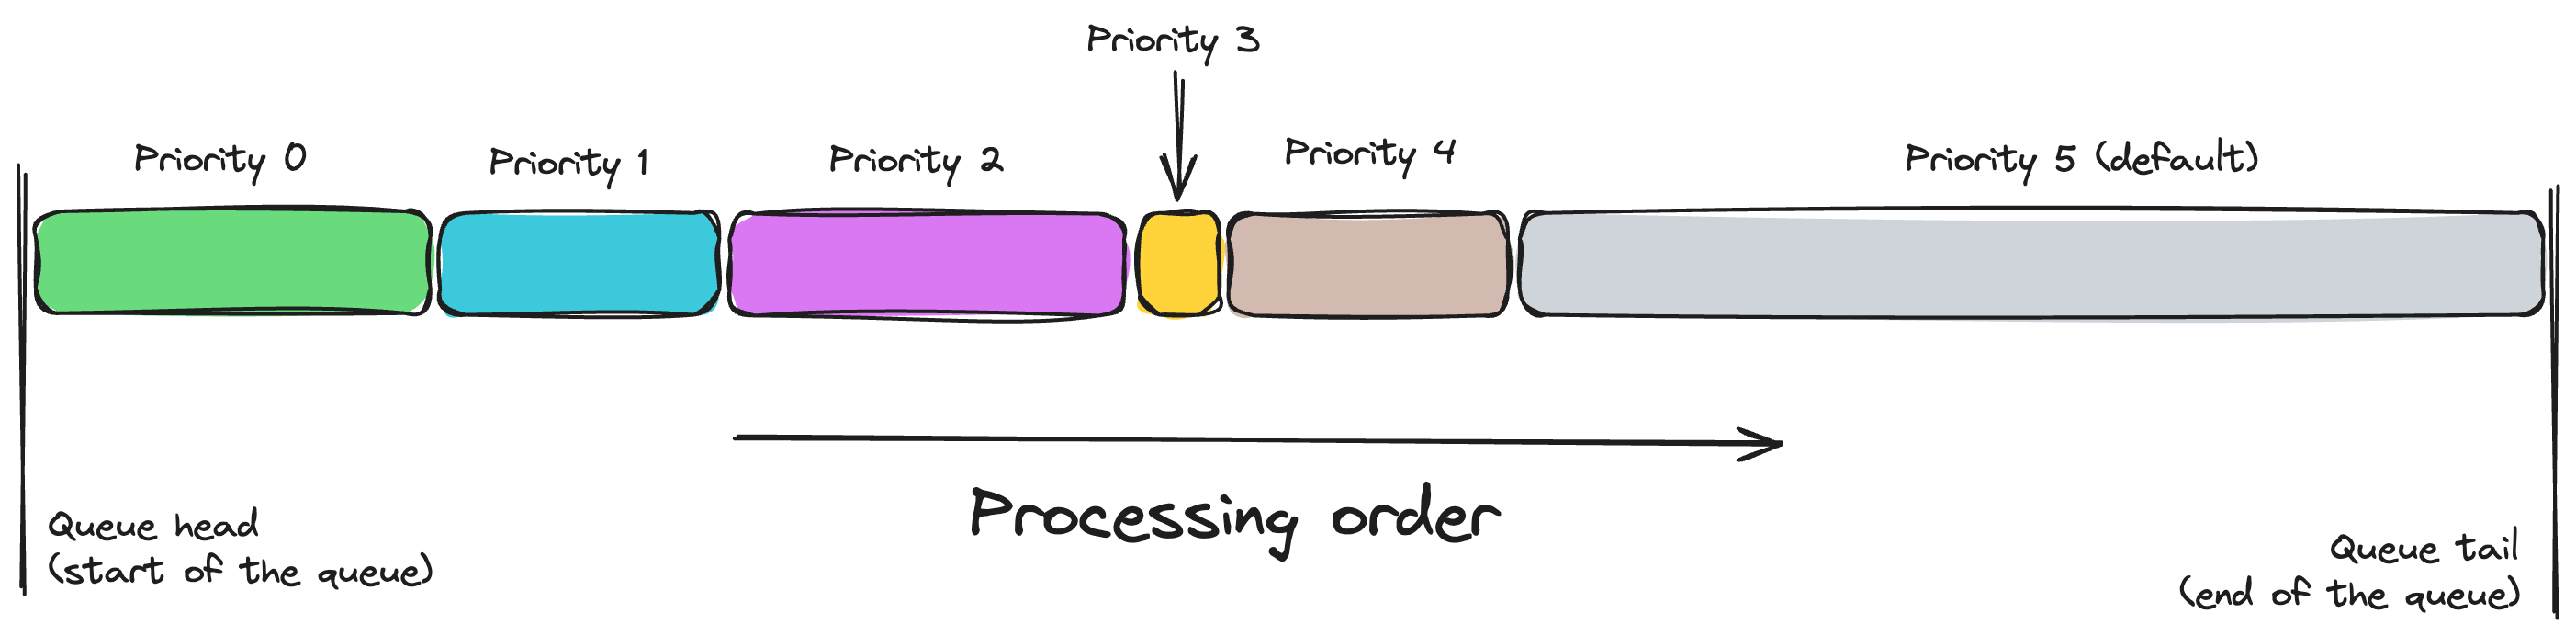 Priority 3
Priority 0
Priority 1
Priority 2
Priority 4
Priority 5 (default)
Processing order
Queue head
(start of the queue)
Queue tail
(end of the queue)